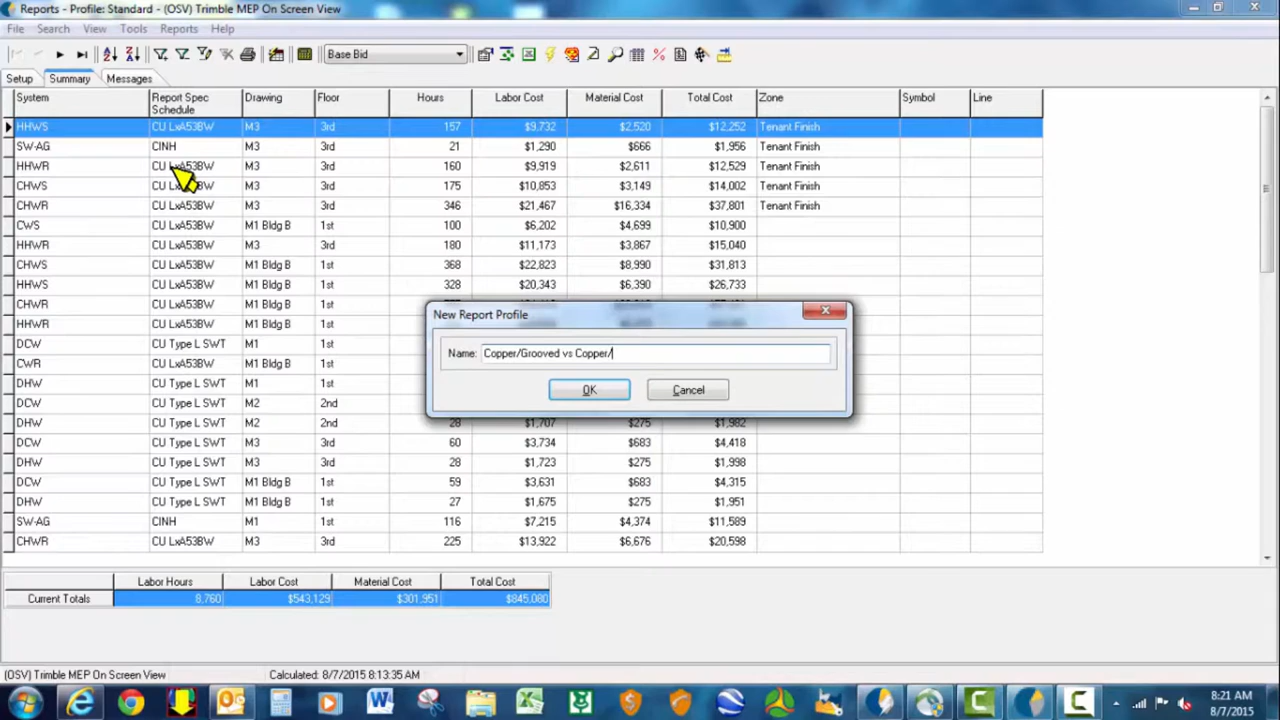 Reports - Profile: Standard - (OSV) Trimble MEP On Screen View
File Search View Tools Reports Help
Base Bid
Setup Summary Messages
System Report Spec Schedule Drawing Floor Hours Labor Cost Material Cost Total Cost Zone Symbol Line
HHWS CU LxA53BW M3 3rd 157 $9,732 $2,520 $12,252 Tenant Finish
SW-AG CINH M3 3rd 21 $1,290 $666 $1,956 Tenant Finish
HHWR CU LxA53BW M3 3rd 160 $9,919 $2,611 $12,529 Tenant Finish
CHWS CU LxA53BW M3 3rd 175 $10,853 $3,149 $14,002 Tenant Finish
CHWR CU LxA53BW M3 3rd 346 $21,467 $16,334 $37,801 Tenant Finish
CWS CU LxA53BW M1 Bldg B 1st 100 $6,202 $4,699 $10,900
HHWR CU LxA53BW M3 3rd 180 $11,173 $3,867 $15,040
CHWS CU LxA53BW M1 Bldg B 1st 368 $22,823 $8,990 $31,813
HHWS CU LxA53BW M1 Bldg B 1st 328 $20,343 $6,390 $26,733
CHWR CU LxA53BW M1 Bldg B 1st
HHWR CU LxA53BW M1 Bldg B 1st
DCW CU Type L SWT M1 1st
CWR CU LxA53BW M1 Bldg B 1st
DHW CU Type L SWT M1 1st
DCW CU Type L SWT M2 2nd
DHW CU Type L SWT M2 2nd 28 $1,707 $275 $1,982
DCW CU Type L SWT M3 3rd 60 $3,734 $683 $4,418
DHW CU Type L SWT M3 3rd 28 $1,723 $275 $1,998
DCW CU Type L SWT M1 Bldg B 1st 59 $3,631 $683 $4,315
DHW CU Type L SWT M1 Bldg B 1st 27 $1,675 $275 $1,951
SW-AG CINH M1 1st 116 $7,215 $4,374 $11,589
CHWR CU LxA53BW M3 3rd 225 $13,922 $6,676 $20,598
New Report Profile
Name: Copper/Grooved vs Copper/
OK Cancel
Labor Hours Labor Cost Material Cost Total Cost
Current Totals 8,760 $543,129 $301,951 $845,080
(OSV) Trimble MEP On Screen View Calculated: 8/7/2015 8:13:35 AM
8:21 AM
8/7/2015